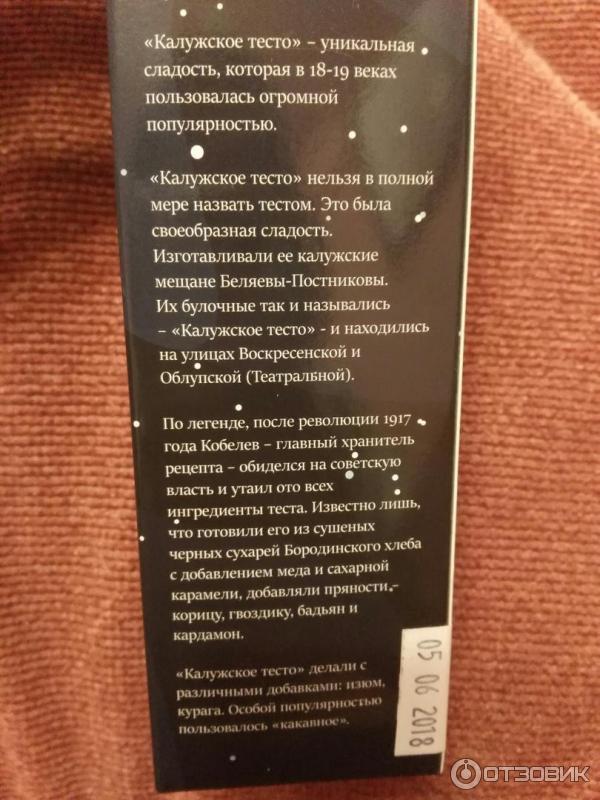 «Калужское тесто» – уникальная
сладость, которая в 18-19 веках
пользовалась огромной
популярностью.
«Калужское тесто» нельзя в полной
мере назвать тестом. Это была
своеобразная сладость.
Изготавливали ее калужские
мещане Беляевы-Постниковы.
Их булочные так и назывались
– «Калужское тесто» - и находились
на улицах Воскресенской и
Облупской (Театралбной).
По легенде, после революции 1917
года Кобелев – главный хранитель
рецепта – обиделся на советскую
власть и утаил ото всех
ингредиенты теста. Известно лишь,
что готовили его из сушеных
черных сухарей Бородинского хлеба
с добавлением меда и сахарной
карамели, добавляли пряности –
корицу, гвоздику, бадьян и
кардамон.
«Калужское тесто» делали с
различными добавками: изюм,
курага. Особой популярностью
пользовалось «какавное».
05 06 2018
ОТЗОВИК